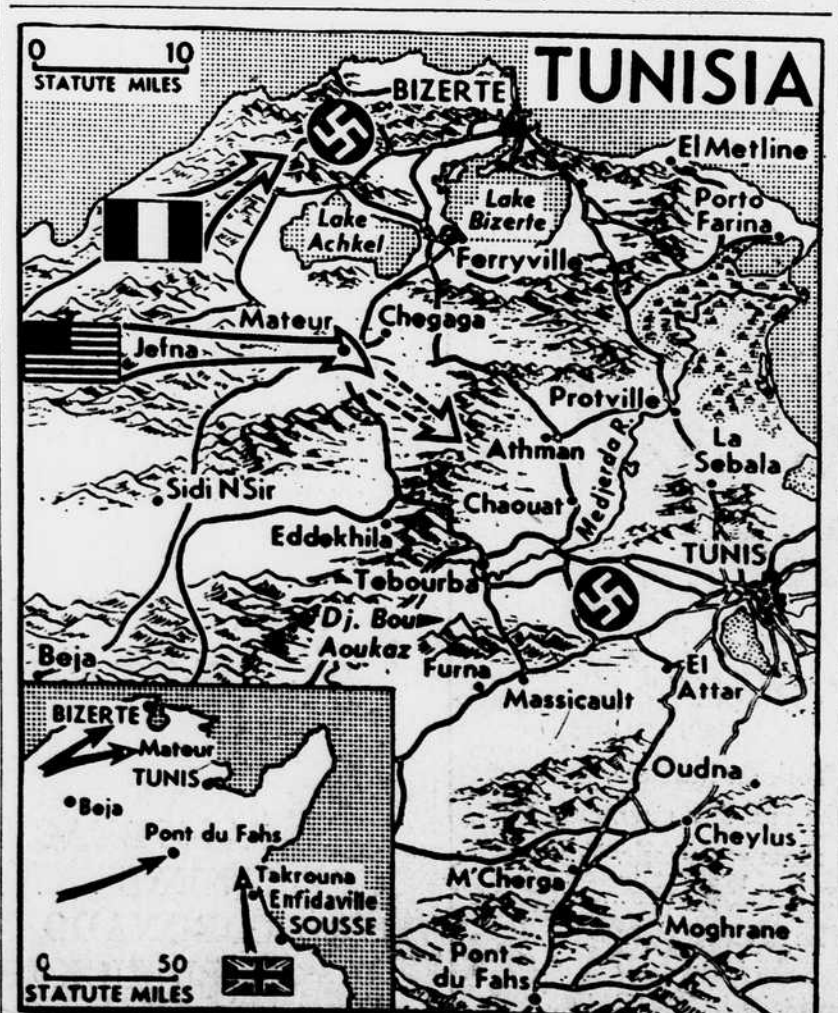 0 10
STATUTE MILES
TUNISIA
BIZERTE
El Metline
Porto
Farina
Lake
Bizerte
Lake
Achkel
Ferryville
Mateur
Chegaga
Jefna
Protville
Athman
La
Sebala
Medjerda R.
Sidi N'Sir
Chaouat
Eddekhila
TUNIS
Tebourba
Dj. Bou
Aoukaz
Beja
Furna
El
Attar
Massicault
Oudna
Cheylus
M'Cherga
Moghrane
Pont
du Fahs
BIZERTE
Mateur
TUNIS
Beja
Pont du Fahs
Takrouna
Enfidaville
SOUSSE
0 50
STATUTE MILES